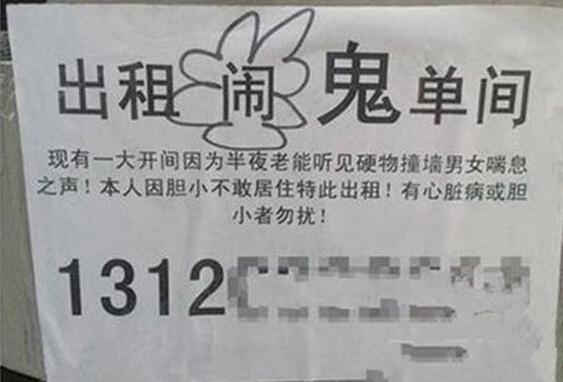 出租闹鬼单间
现有一大开间因为半夜老能听见硬物撞墙男女喘息
之声！本人因胆小不敢居住特此出租！有心脏病或胆
小者勿扰！
1312